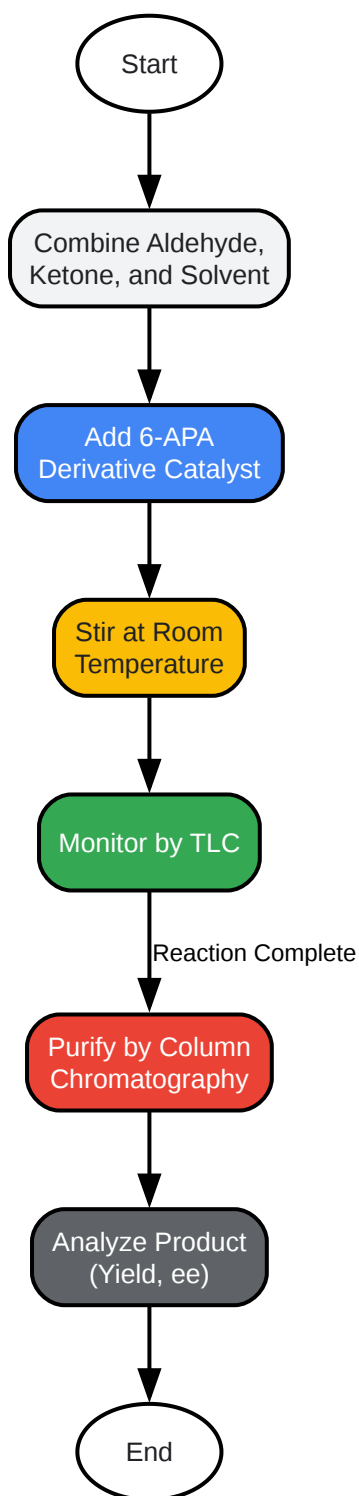 Start
Combine Aldehyde,
Ketone, and Solvent
Add 6-APA
Derivative Catalyst
Stir at Room
Temperature
Monitor by TLC
Reaction Complete
Purify by Column
Chromatography
Analyze Product
(Yield, ee)
End